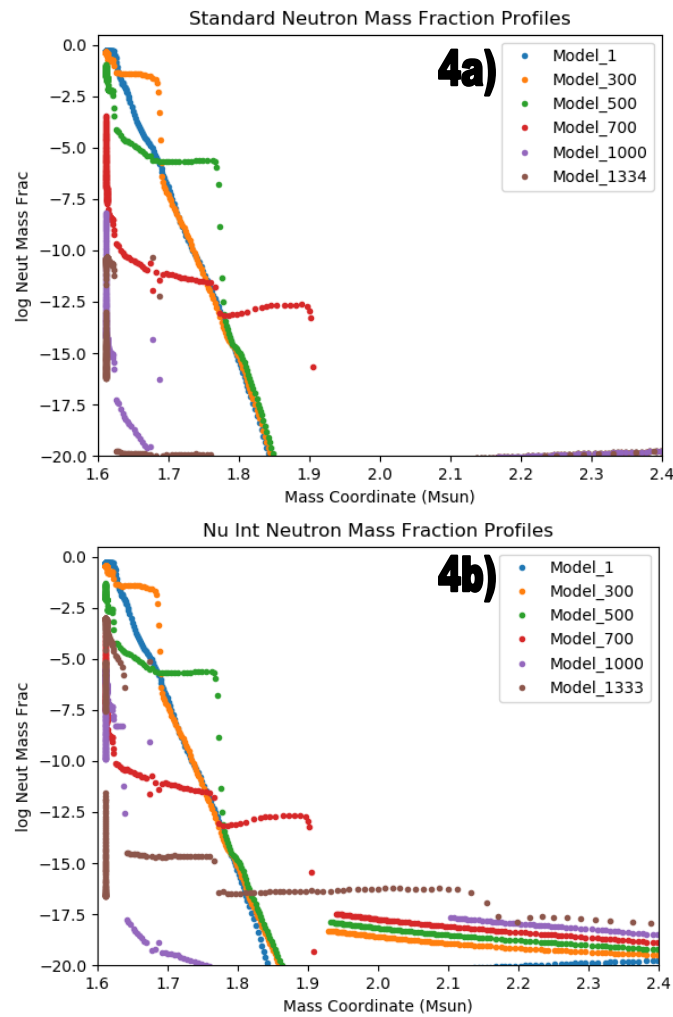 Standard Neutron Mass Fraction Profiles
4a)
Model_1
Model_300
Model_500
Model_700
Model_1000
Model_1334
log Neut Mass Frac
0.0
−2.5
−5.0
−7.5
−10.0
−12.5
−15.0
−17.5
−20.0
1.6 1.7 1.8 1.9 2.0 2.1 2.2 2.3 2.4
Mass Coordinate (Msun)
Nu Int Neutron Mass Fraction Profiles
4b)
Model_1
Model_300
Model_500
Model_700
Model_1000
Model_1333
log Neut Mass Frac
0.0
−2.5
−5.0
−7.5
−10.0
−12.5
−15.0
−17.5
−20.0
1.6 1.7 1.8 1.9 2.0 2.1 2.2 2.3 2.4
Mass Coordinate (Msun)